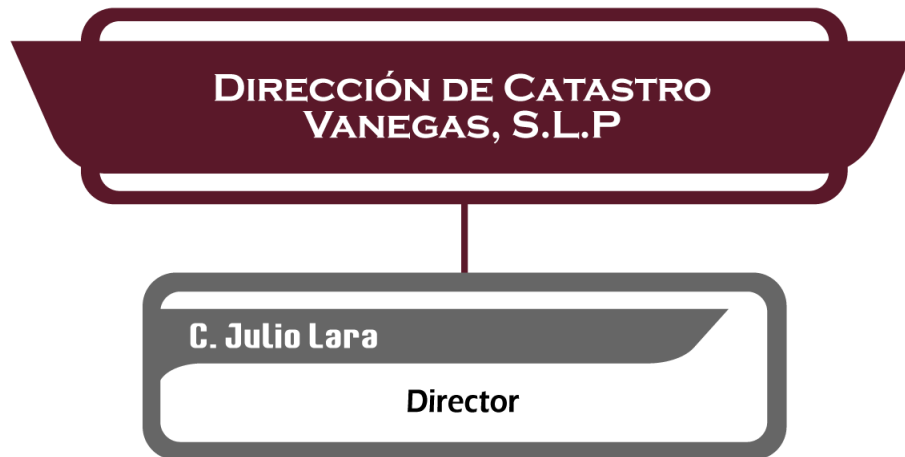 Dirección de Catastro
Vanegas, S.L.P
C. Julio Lara
Director